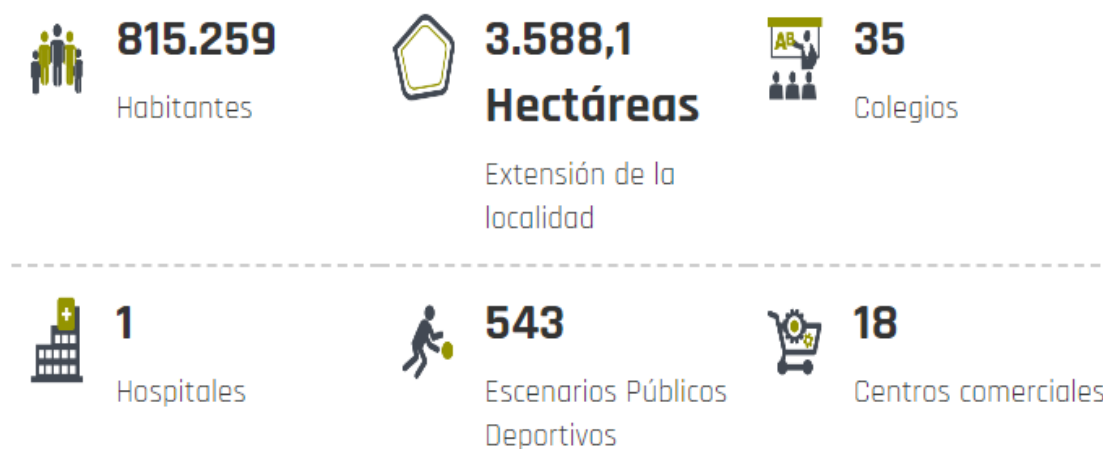 815.259
Habitantes
3.588,1
Hectáreas
Extensión de la
localidad
AB
35
Colegios
1
Hospitales
543
Escenarios Públicos
Deportivos
18
Centros comerciales